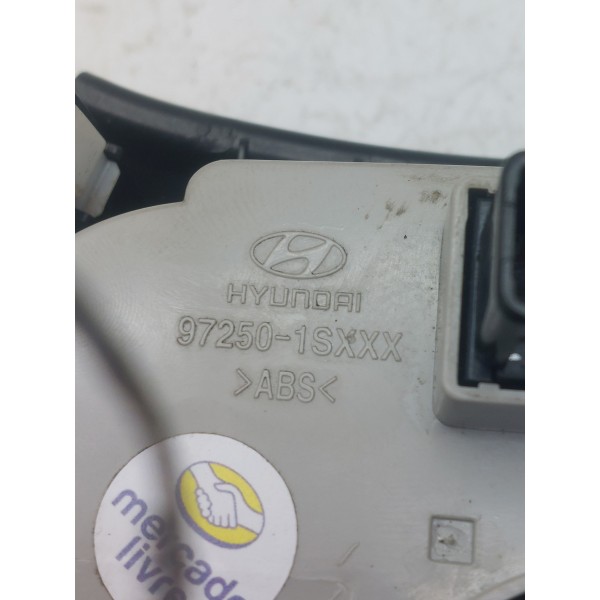 HYUNDAI
97250-1SXXX
>ABS<
mercado
livre